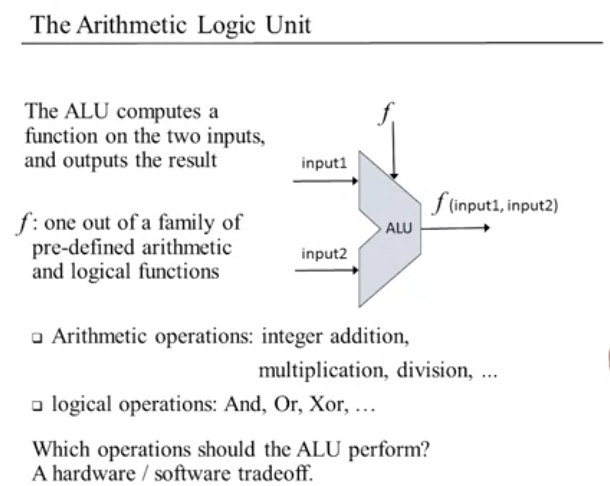 The Arithmetic Logic Unit
The ALU computes a
function on the two inputs,
and outputs the result
f: one out of a family of
pre-defined arithmetic
and logical functions
f
input1
input2
ALU
f (input1, input2)
❑ Arithmetic operations: integer addition,
multiplication, division, ...
❑ logical operations: And, Or, Xor, …
Which operations should the ALU perform?
A hardware / software tradeoff.